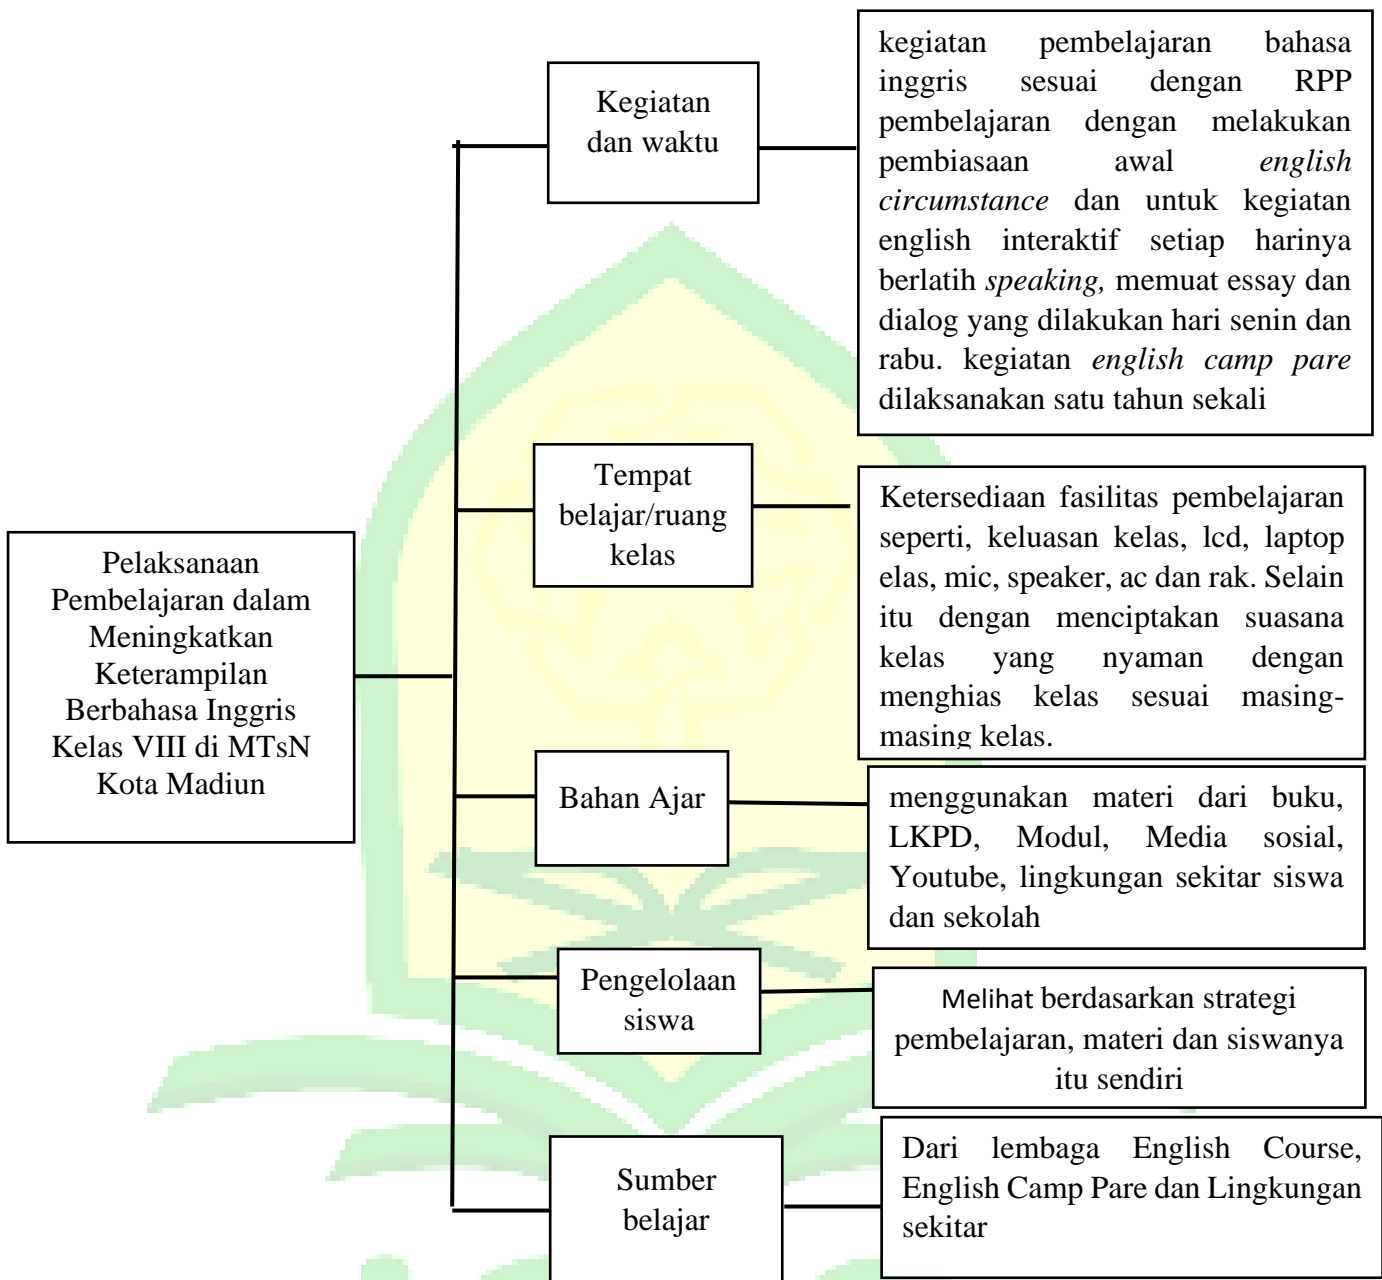 Pelaksanaan
Pembelajaran dalam
Meningkatkan
Keterampilan
Berbahasa Inggris
Kelas VIII di MTsN
Kota Madiun
Kegiatan
dan waktu
kegiatan pembelajaran bahasa
inggris sesuai dengan RPP
pembelajaran dengan melakukan
pembiasaan awal english
circumstance dan untuk kegiatan
english interaktif setiap harinya
berlatih speaking, memuat essay dan
dialog yang dilakukan hari senin dan
rabu. kegiatan english camp pare
dilaksanakan satu tahun sekali
Tempat
belajar/ruang
kelas
Ketersediaan fasilitas pembelajaran
seperti, keluasan kelas, lcd, laptop
elas, mic, speaker, ac dan rak. Selain
itu dengan menciptakan suasana
kelas yang nyaman dengan
menghias kelas sesuai masing-
masing kelas.
Bahan Ajar
menggunakan materi dari buku,
LKPD, Modul, Media sosial,
Youtube, lingkungan sekitar siswa
dan sekolah
Pengelolaan
siswa
Melihat berdasarkan strategi
pembelajaran, materi dan siswanya
itu sendiri
Sumber
belajar
Dari lembaga English Course,
English Camp Pare dan Lingkungan
sekitar